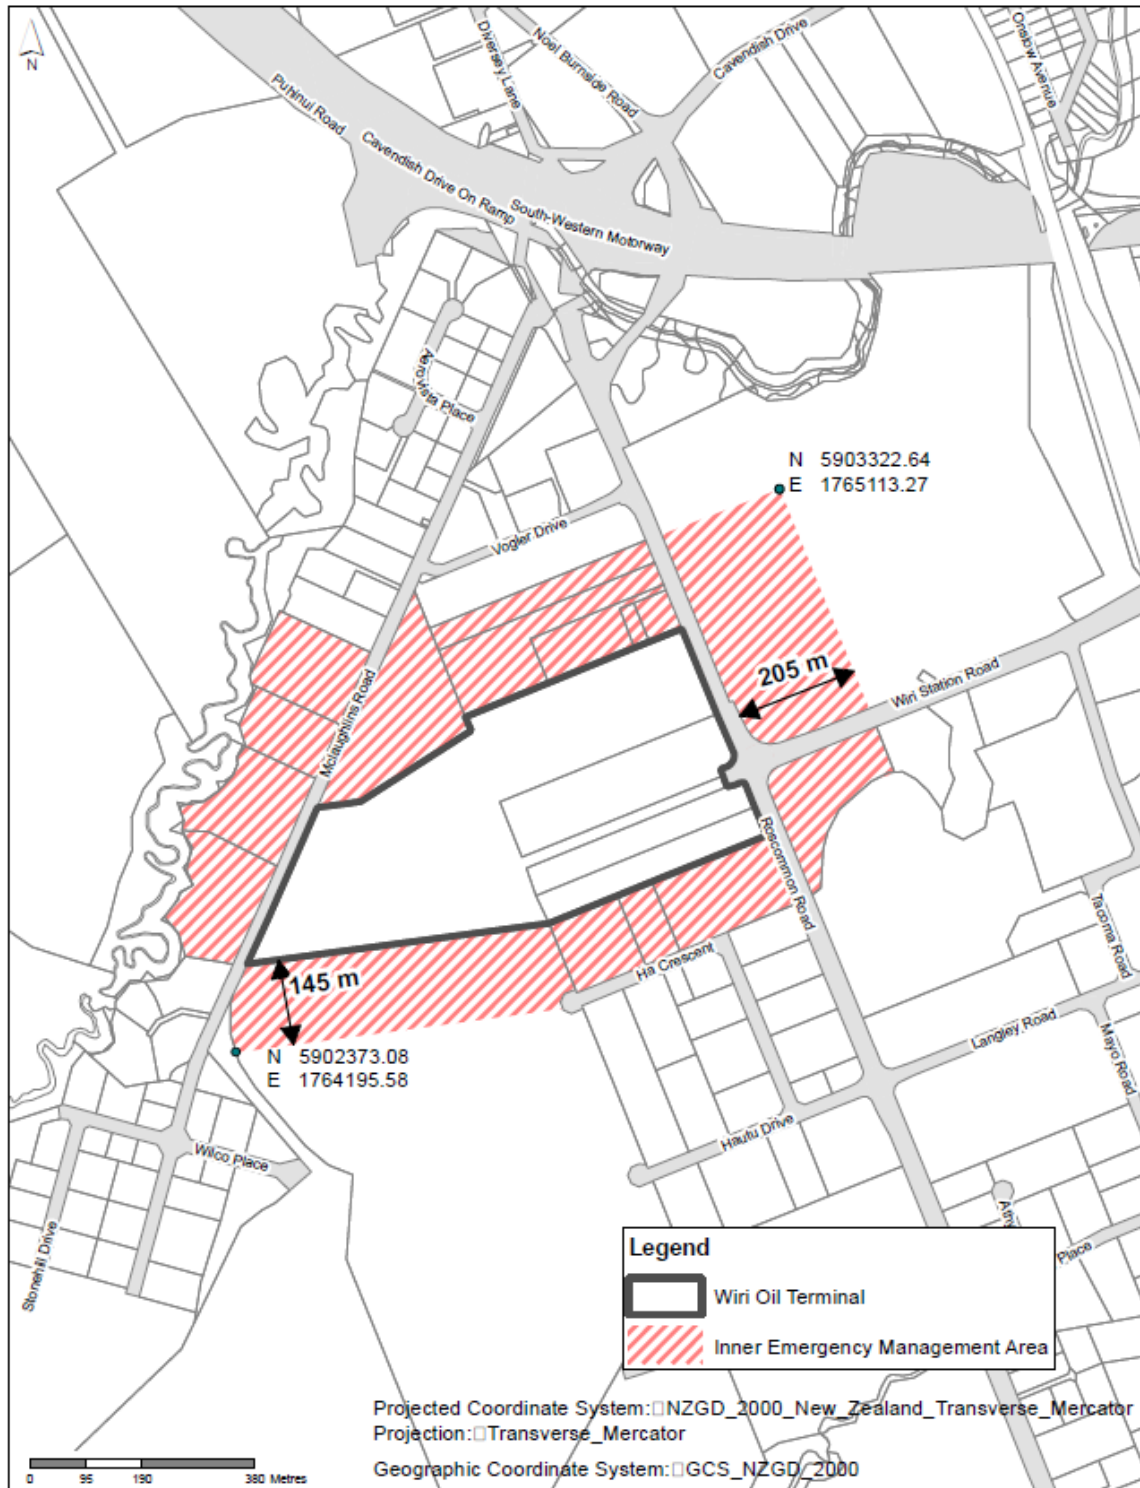 N
Puhinui Road
Diversey Lane
Noel Burnside Road
Cavendish Drive
Onslow Avenue
Cavendish Drive On Ramp
South-Western Motorway
Aerovista Place
N 5903322.64
E 1765113.27
Vogler Drive
Mclaughlins Road
205 m
Wiri Station Road
Roscommon Road
145 m
Ha Crescent
Tacoma Road
N 5902373.08
E 1764195.58
Langley Road
Mayo Road
Hautu Drive
Wilco Place
Stonehill Drive
Place
Legend
Wiri Oil Terminal
Inner Emergency Management Area
Projected Coordinate System:□NZGD_2000_New_Zealand_Transverse_Mercator
Projection:□Transverse_Mercator
Geographic Coordinate System:□GCS_NZGD_2000
0 95 190 380 Metres